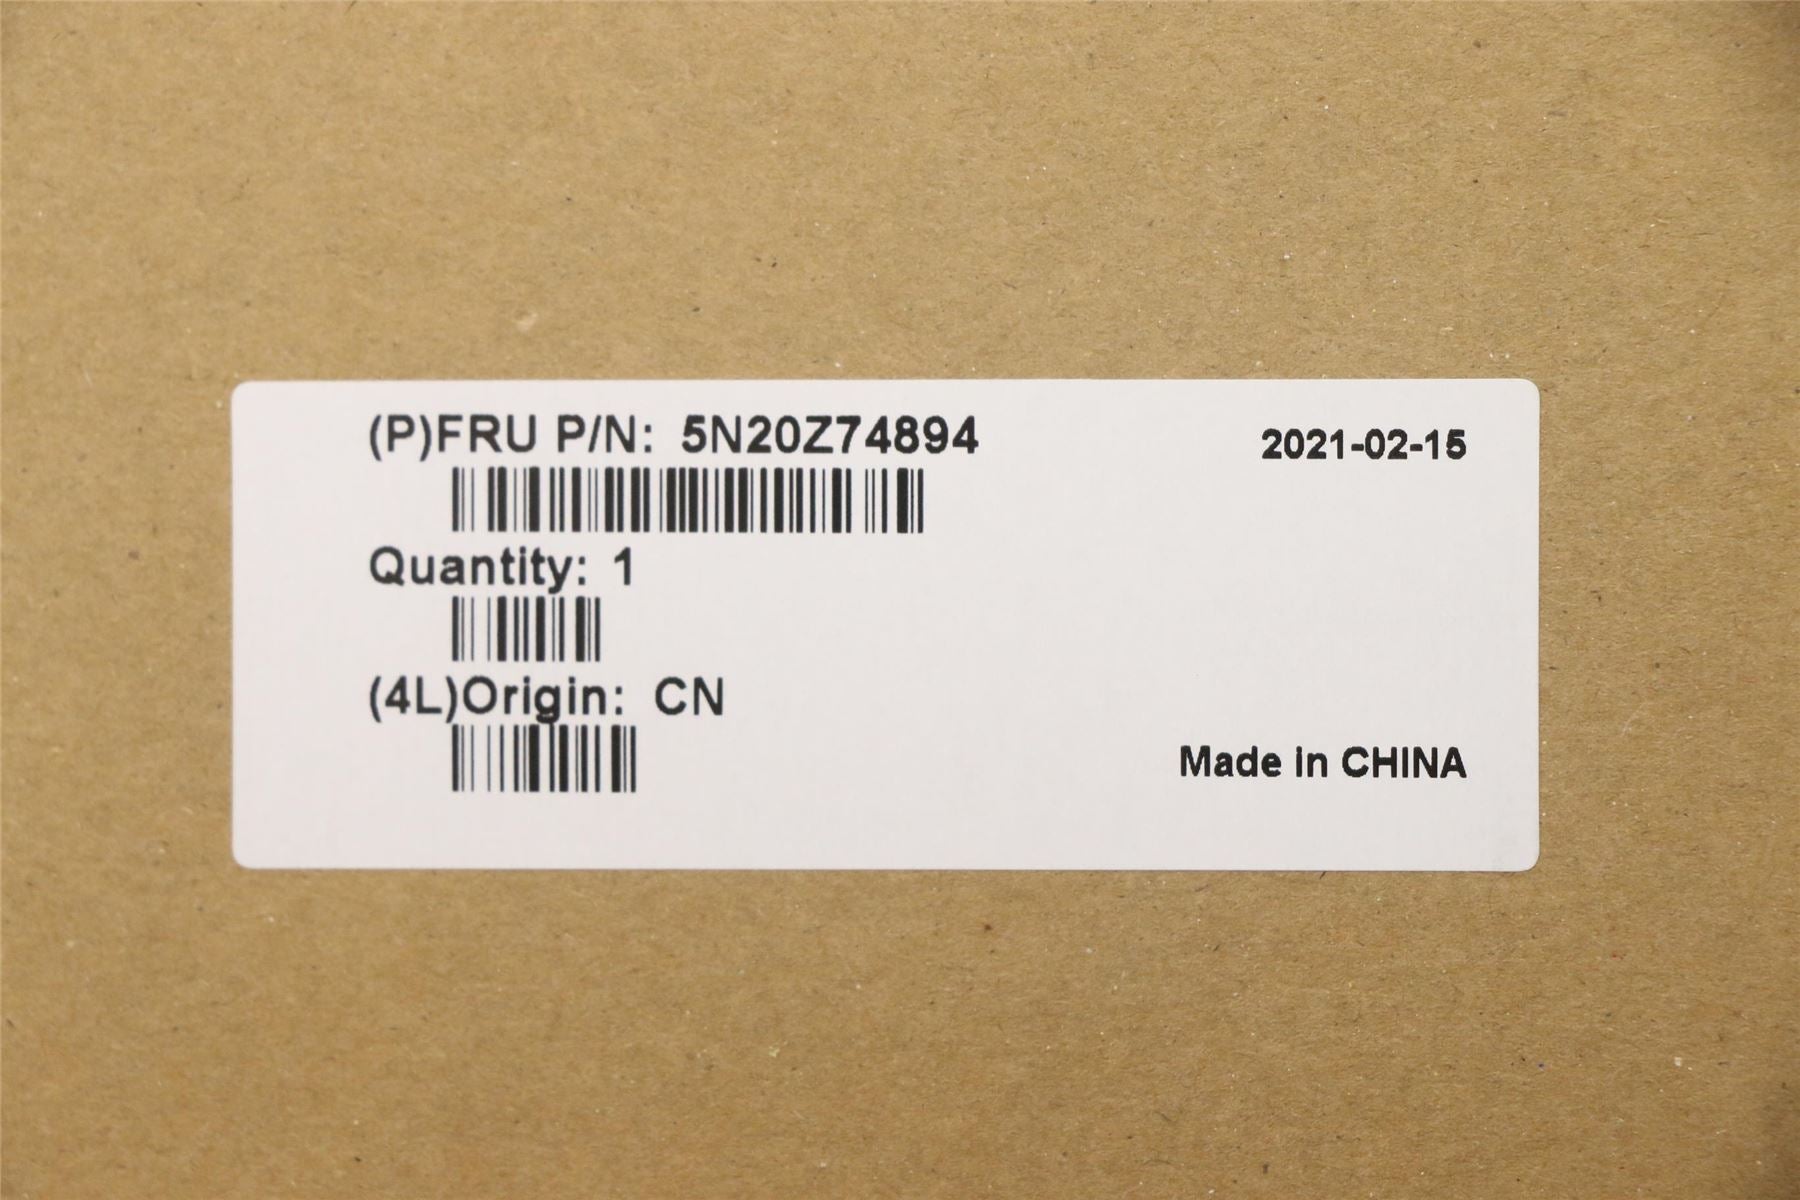 (P)FRU P/N: 5N20Z74894
2021-02-15
Quantity: 1
(4L)Origin: CN
Made in CHINA